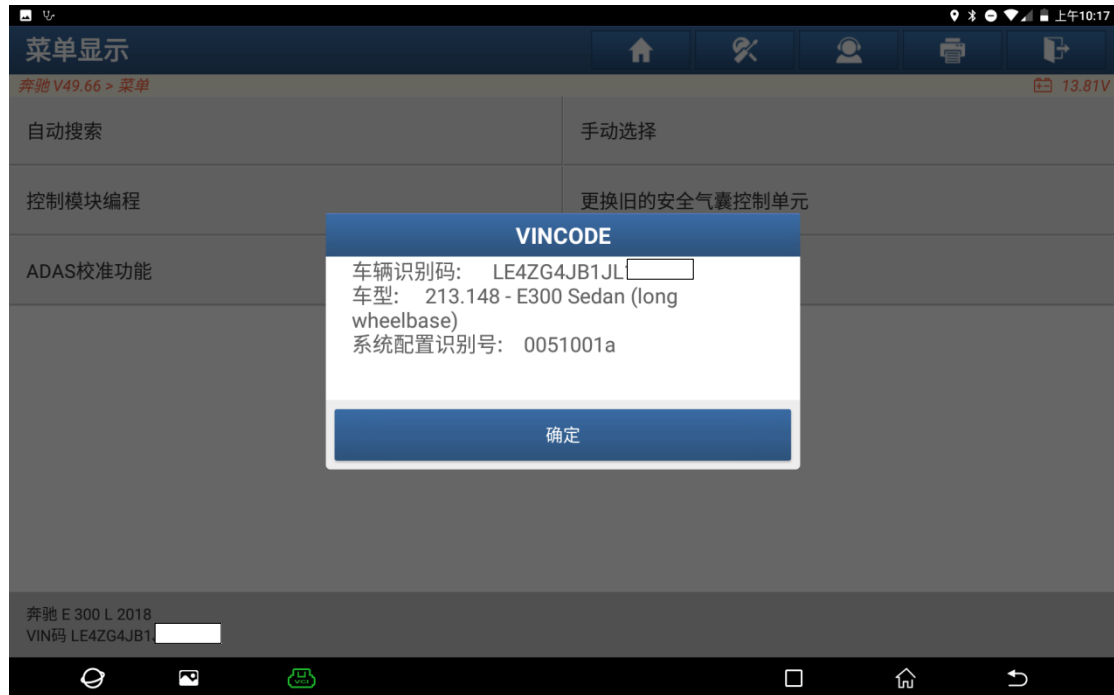 上午10:17
菜单显示
奔驰 V49.66 > 菜单
13.81V
自动搜索
手动选择
控制模块编程
更换旧的安全气囊控制单元
ADAS校准功能
VINCODE
车辆识别码: LE4ZG4JB1JL
车型: 213.148 - E300 Sedan (long
wheelbase)
系统配置识别号: 0051001a
确定
奔驰 E 300 L 2018
VIN码 LE4ZG4JB1
VCI